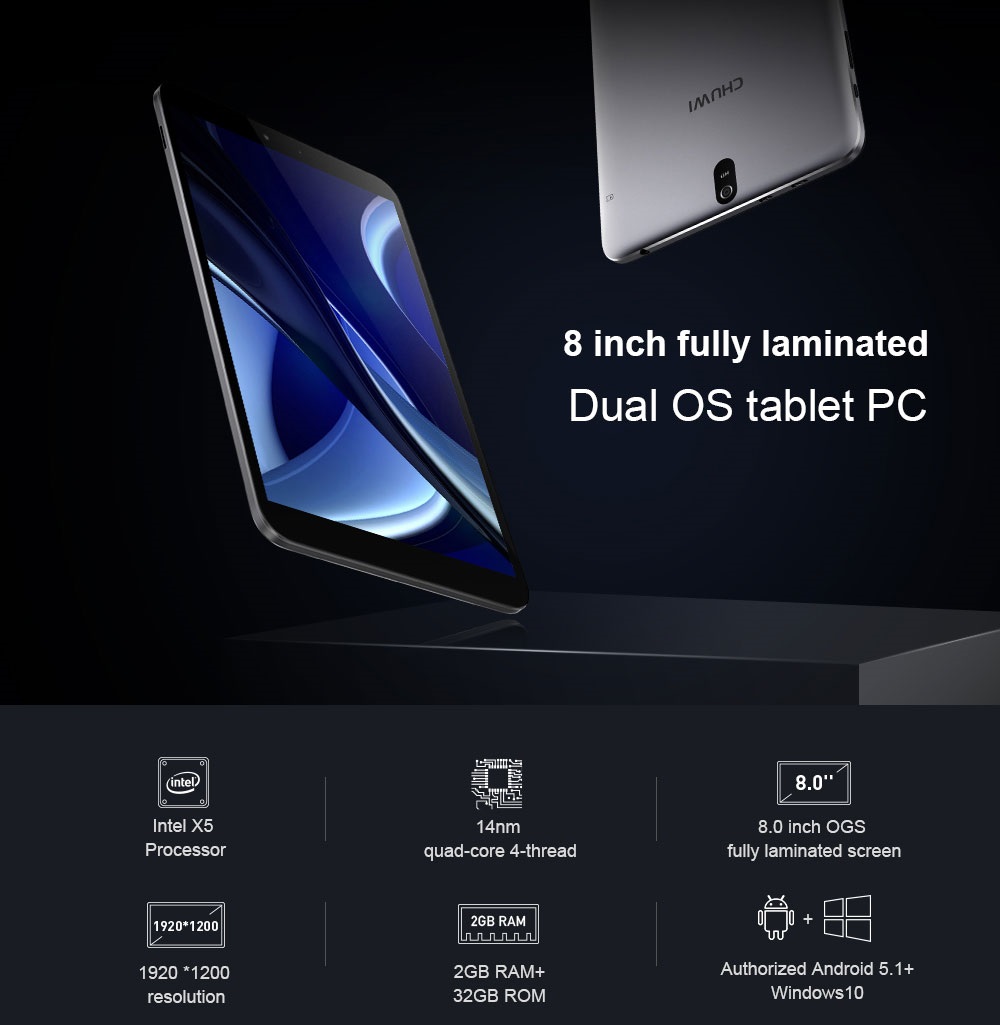 CHUWI
8 inch fully laminated
Dual OS tablet PC
intel
8.0''
Intel X5
Processor
14nm
quad-core 4-thread
8.0 inch OGS
fully laminated screen
1920*1200
2GB RAM
+
1920 *1200
resolution
2GB RAM+
32GB ROM
Authorized Android 5.1+
Windows10